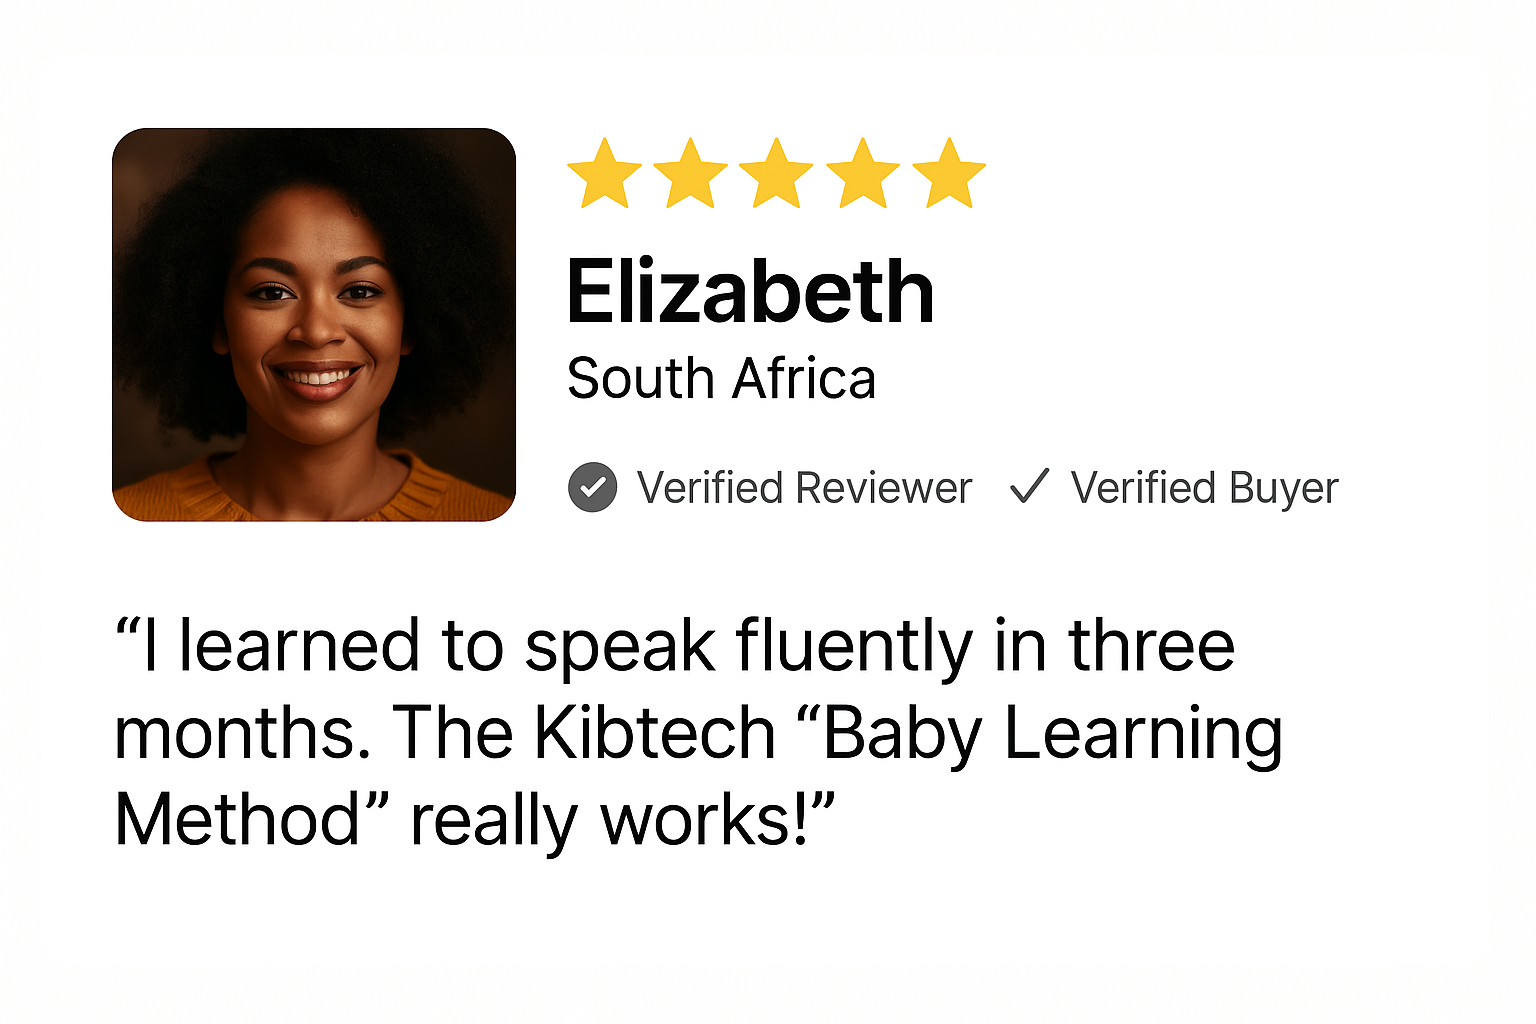 Elizabeth
South Africa
Verified Reviewer ✓ Verified Buyer
“I learned to speak fluently in three
months. The Kibtech “Baby Learning
Method” really works!”